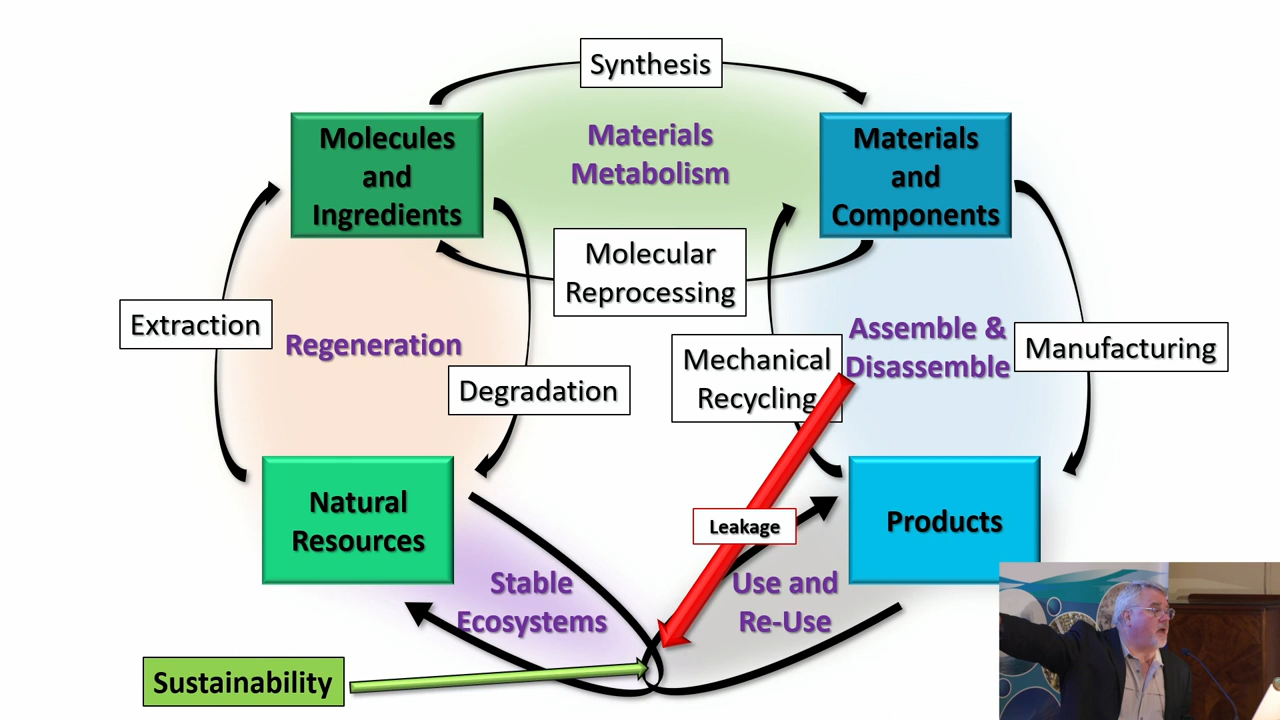 Synthesis
Molecules
and
Ingredients
Materials
Metabolism
Materials
and
Components
Molecular
Reprocessing
Extraction
Regeneration
Degradation
Mechanical
Recycling
Assemble &
Disassemble
Manufacturing
Natural
Resources
Leakage
Products
Stable
Ecosystems
Use and
Re-Use
Sustainability